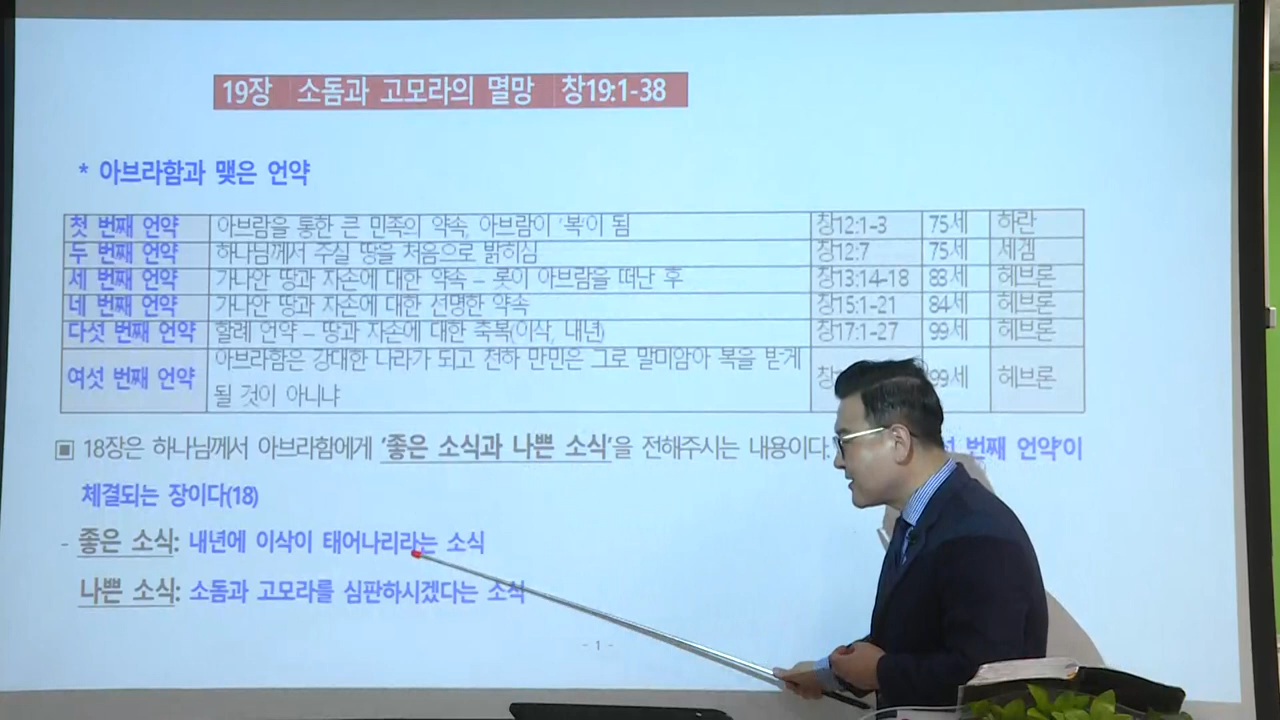 19장 소돔과 고모라의 멸망 창19:1-38
* 아브라함과 맺은 언약
첫 번째 언약 아브람을 통한 큰 민족의 약속, 아브람이 '복'이 됨 창12:1-3 75세 하란
두 번째 언약 하나님께서 주실 땅을 처음으로 밝히심 창12:7 75세 세겜
세 번째 언약 가나안 땅과 자손에 대한 약속 – 롯이 아브람을 떠난 후 창13:14-18 83세 헤브론
네 번째 언약 가나안 땅과 자손에 대한 선명한 약속 창15:1-21 84세 헤브론
다섯 번째 언약 할례 언약 – 땅과 자손에 대한 축복(이삭, 내년) 창17:1-27 99세 헤브론
여섯 번째 언약 아브라함은 강대한 나라가 되고 천하 만민은 그로 말미암아 복을 받게 창 99세 헤브론
될 것이 아니냐
▣ 18장은 하나님께서 아브라함에게 '좋은 소식과 나쁜 소식'을 전해주시는 내용이다. 번째 언약'이
체결되는 장이다(18)
- 좋은 소식: 내년에 이삭이 태어나리라는 소식
나쁜 소식: 소돔과 고모라를 심판하시겠다는 소식
- 1 -